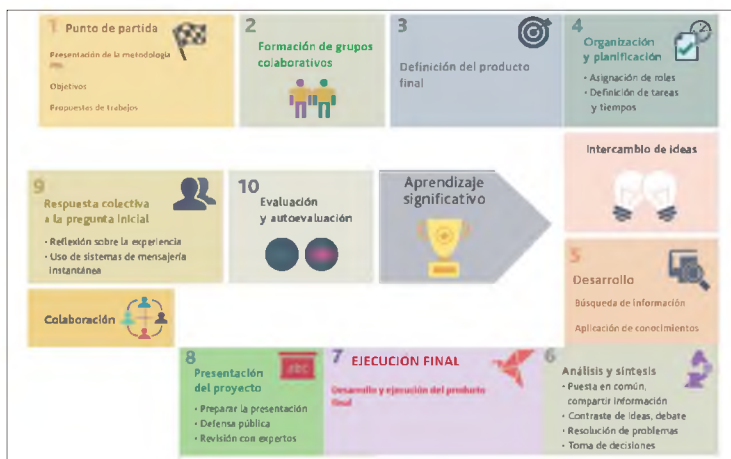 1 Punto de partida
Presentación de la metodología
Objetivos
Propuestas de trabajos
2
Formación de grupos
colaborativos
3
Definición del producto
final
4
Organización
y planificación
• Asignación de roles
• Definición de tareas
y tiempos
Intercambio de ideas
5
Desarrollo
Búsqueda de información
Aplicación de conocimientos
6
Análisis y síntesis
• Puesta en común,
compartir información
• Contraste de ideas, debate
• Resolución de problemas
• Toma de decisiones
7 EJECUCIÓN FINAL
Desarrollo y ejecución del producto
final
8
abc
Presentación
del proyecto
• Preparar la presentación
• Defensa pública
• Revisión con expertos
Colaboración
9
Respuesta colectiva
a la pregunta inicial
• Reflexión sobre la experiencia
• Uso de sistemas de mensajería
instantánea
10
Evaluación
y autoevaluación
Aprendizaje
significativo